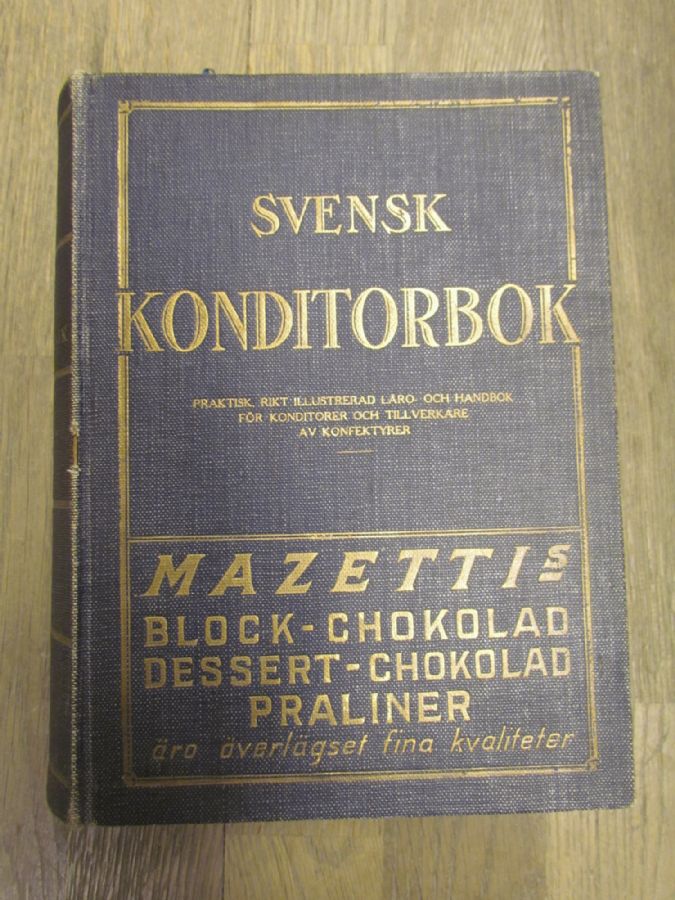 SVENSK
KONDITORBOK
PRAKTISK, RIKT ILLUSTRERAD LÄRO- OCH HANDBOK
FÖR KONDITORER OCH TILLVERKARE
AV KONFEKTYRER
MAZETTIS
BLOCK-CHOKOLAD
DESSERT-CHOKOLAD
PRALINER
äro överlägset fina kvaliteter